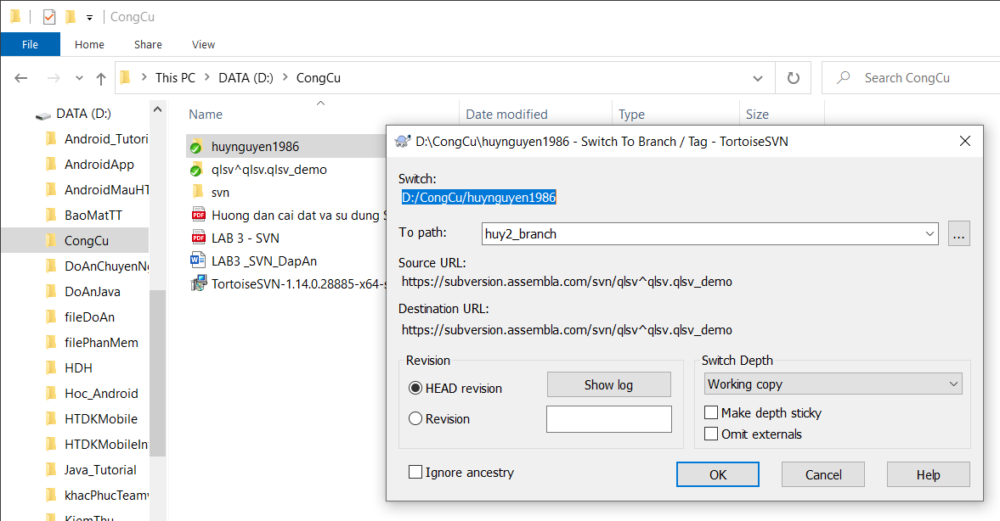 CongCu
File Home Share View
This PC DATA (D:) CongCu Search CongCu
DATA (D:)
Android_Tutori
AndroidApp
AndroidMauHT
BaoMatTT
CongCu
DoAnChuyenNg
DoAnJava
fileDoAn
filePhanMem
HDH
Hoc_Android
HTDKMobile
HTDKMobileIn
Java_Tutorial
khacPhucTeamv
KiemThu
Name Date modified Type Size
huynguyen1986
qlsv^qlsv.qlsv_demo
svn
Huong dan cai dat va su dung S
LAB 3 - SVN
LAB3 _SVN_DapAn
TortoiseSVN-1.14.0.28885-x64-s
D:\CongCu\huynguyen1986 - Switch To Branch / Tag - TortoiseSVN
Switch:
D:/CongCu/huynguyen1986
To path: huy2_branch ...
Source URL:
https://subversion.assembla.com/svn/qlsv^qlsv.qlsv_demo
Destination URL:
https://subversion.assembla.com/svn/qlsv^qlsv.qlsv_demo
Revision
HEAD revision Show log
Revision
Switch Depth
Working copy
Make depth sticky
Omit externals
Ignore ancestry
OK Cancel Help